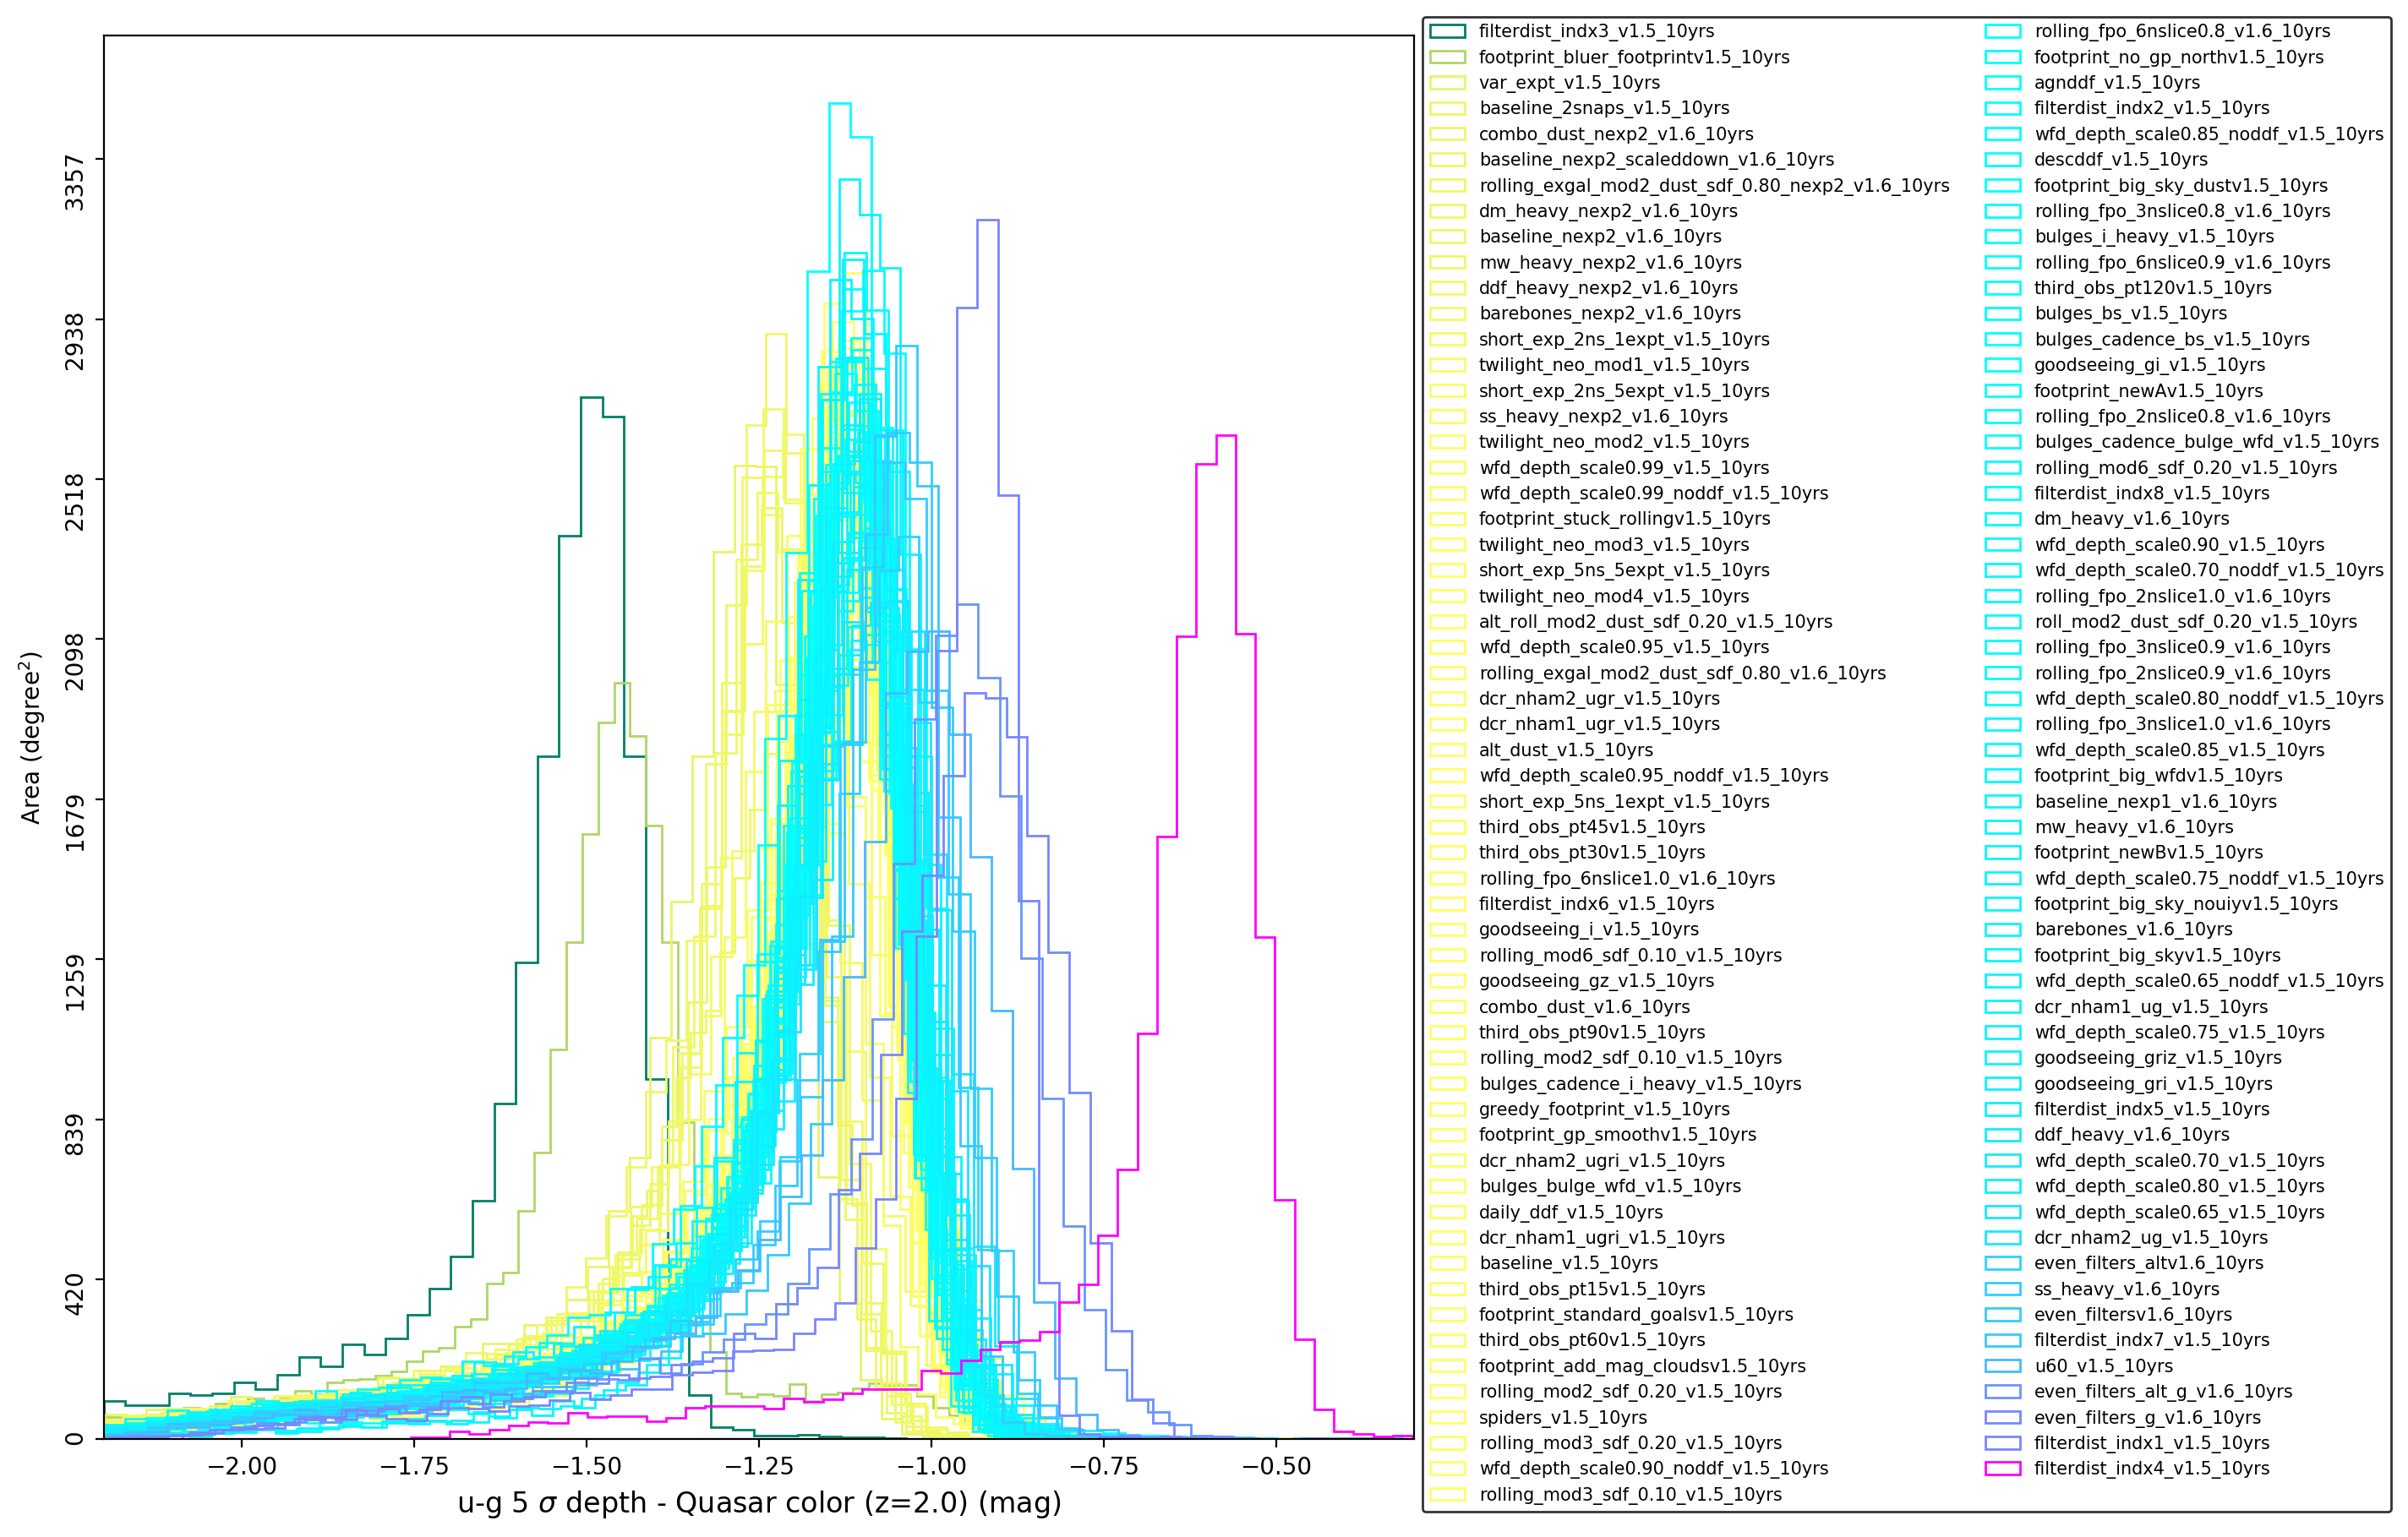 3357
2938
2518
2098
1679
1259
839
420
0
Area (degree²)
−2.00
−1.75
−1.50
−1.25
−1.00
−0.75
−0.50
u-g 5 σ depth - Quasar color (z=2.0) (mag)
filterdist_indx3_v1.5_10yrs
footprint_bluer_footprintv1.5_10yrs
var_expt_v1.5_10yrs
baseline_2snaps_v1.5_10yrs
combo_dust_nexp2_v1.6_10yrs
baseline_nexp2_scaleddown_v1.6_10yrs
rolling_exgal_mod2_dust_sdf_0.80_nexp2_v1.6_10yrs
dm_heavy_nexp2_v1.6_10yrs
baseline_nexp2_v1.6_10yrs
mw_heavy_nexp2_v1.6_10yrs
ddf_heavy_nexp2_v1.6_10yrs
barebones_nexp2_v1.6_10yrs
short_exp_2ns_1expt_v1.5_10yrs
twilight_neo_mod1_v1.5_10yrs
short_exp_2ns_5expt_v1.5_10yrs
ss_heavy_nexp2_v1.6_10yrs
twilight_neo_mod2_v1.5_10yrs
wfd_depth_scale0.99_v1.5_10yrs
wfd_depth_scale0.99_noddf_v1.5_10yrs
footprint_stuck_rollingv1.5_10yrs
twilight_neo_mod3_v1.5_10yrs
short_exp_5ns_5expt_v1.5_10yrs
twilight_neo_mod4_v1.5_10yrs
alt_roll_mod2_dust_sdf_0.20_v1.5_10yrs
wfd_depth_scale0.95_v1.5_10yrs
rolling_exgal_mod2_dust_sdf_0.80_v1.6_10yrs
dcr_nham2_ugr_v1.5_10yrs
dcr_nham1_ugr_v1.5_10yrs
alt_dust_v1.5_10yrs
wfd_depth_scale0.95_noddf_v1.5_10yrs
short_exp_5ns_1expt_v1.5_10yrs
third_obs_pt45v1.5_10yrs
third_obs_pt30v1.5_10yrs
rolling_fpo_6nslice1.0_v1.6_10yrs
filterdist_indx6_v1.5_10yrs
goodseeing_i_v1.5_10yrs
rolling_mod6_sdf_0.10_v1.5_10yrs
goodseeing_gz_v1.5_10yrs
combo_dust_v1.6_10yrs
third_obs_pt90v1.5_10yrs
rolling_mod2_sdf_0.10_v1.5_10yrs
bulges_cadence_i_heavy_v1.5_10yrs
greedy_footprint_v1.5_10yrs
footprint_gp_smoothv1.5_10yrs
dcr_nham2_ugri_v1.5_10yrs
bulges_bulge_wfd_v1.5_10yrs
daily_ddf_v1.5_10yrs
dcr_nham1_ugri_v1.5_10yrs
baseline_v1.5_10yrs
third_obs_pt15v1.5_10yrs
footprint_standard_goalsv1.5_10yrs
third_obs_pt60v1.5_10yrs
footprint_add_mag_cloudsv1.5_10yrs
rolling_mod2_sdf_0.20_v1.5_10yrs
spiders_v1.5_10yrs
rolling_mod3_sdf_0.20_v1.5_10yrs
wfd_depth_scale0.90_noddf_v1.5_10yrs
rolling_mod3_sdf_0.10_v1.5_10yrs
rolling_fpo_6nslice0.8_v1.6_10yrs
footprint_no_gp_northv1.5_10yrs
agnddf_v1.5_10yrs
filterdist_indx2_v1.5_10yrs
wfd_depth_scale0.85_noddf_v1.5_10yrs
descddf_v1.5_10yrs
footprint_big_sky_dustv1.5_10yrs
rolling_fpo_3nslice0.8_v1.6_10yrs
bulges_i_heavy_v1.5_10yrs
rolling_fpo_6nslice0.9_v1.6_10yrs
third_obs_pt120v1.5_10yrs
bulges_bs_v1.5_10yrs
bulges_cadence_bs_v1.5_10yrs
goodseeing_gi_v1.5_10yrs
footprint_newAv1.5_10yrs
rolling_fpo_2nslice0.8_v1.6_10yrs
bulges_cadence_bulge_wfd_v1.5_10yrs
rolling_mod6_sdf_0.20_v1.5_10yrs
filterdist_indx8_v1.5_10yrs
dm_heavy_v1.6_10yrs
wfd_depth_scale0.90_v1.5_10yrs
wfd_depth_scale0.70_noddf_v1.5_10yrs
rolling_fpo_2nslice1.0_v1.6_10yrs
roll_mod2_dust_sdf_0.20_v1.5_10yrs
rolling_fpo_3nslice0.9_v1.6_10yrs
rolling_fpo_2nslice0.9_v1.6_10yrs
wfd_depth_scale0.80_noddf_v1.5_10yrs
rolling_fpo_3nslice1.0_v1.6_10yrs
wfd_depth_scale0.85_v1.5_10yrs
footprint_big_wfdv1.5_10yrs
baseline_nexp1_v1.6_10yrs
mw_heavy_v1.6_10yrs
footprint_newBv1.5_10yrs
wfd_depth_scale0.75_noddf_v1.5_10yrs
footprint_big_sky_nouiyv1.5_10yrs
barebones_v1.6_10yrs
footprint_big_skyv1.5_10yrs
wfd_depth_scale0.65_noddf_v1.5_10yrs
dcr_nham1_ug_v1.5_10yrs
wfd_depth_scale0.75_v1.5_10yrs
goodseeing_griz_v1.5_10yrs
goodseeing_gri_v1.5_10yrs
filterdist_indx5_v1.5_10yrs
ddf_heavy_v1.6_10yrs
wfd_depth_scale0.70_v1.5_10yrs
wfd_depth_scale0.80_v1.5_10yrs
wfd_depth_scale0.65_v1.5_10yrs
dcr_nham2_ug_v1.5_10yrs
even_filters_altv1.6_10yrs
ss_heavy_v1.6_10yrs
even_filtersv1.6_10yrs
filterdist_indx7_v1.5_10yrs
u60_v1.5_10yrs
even_filters_alt_g_v1.6_10yrs
even_filters_g_v1.6_10yrs
filterdist_indx1_v1.5_10yrs
filterdist_indx4_v1.5_10yrs